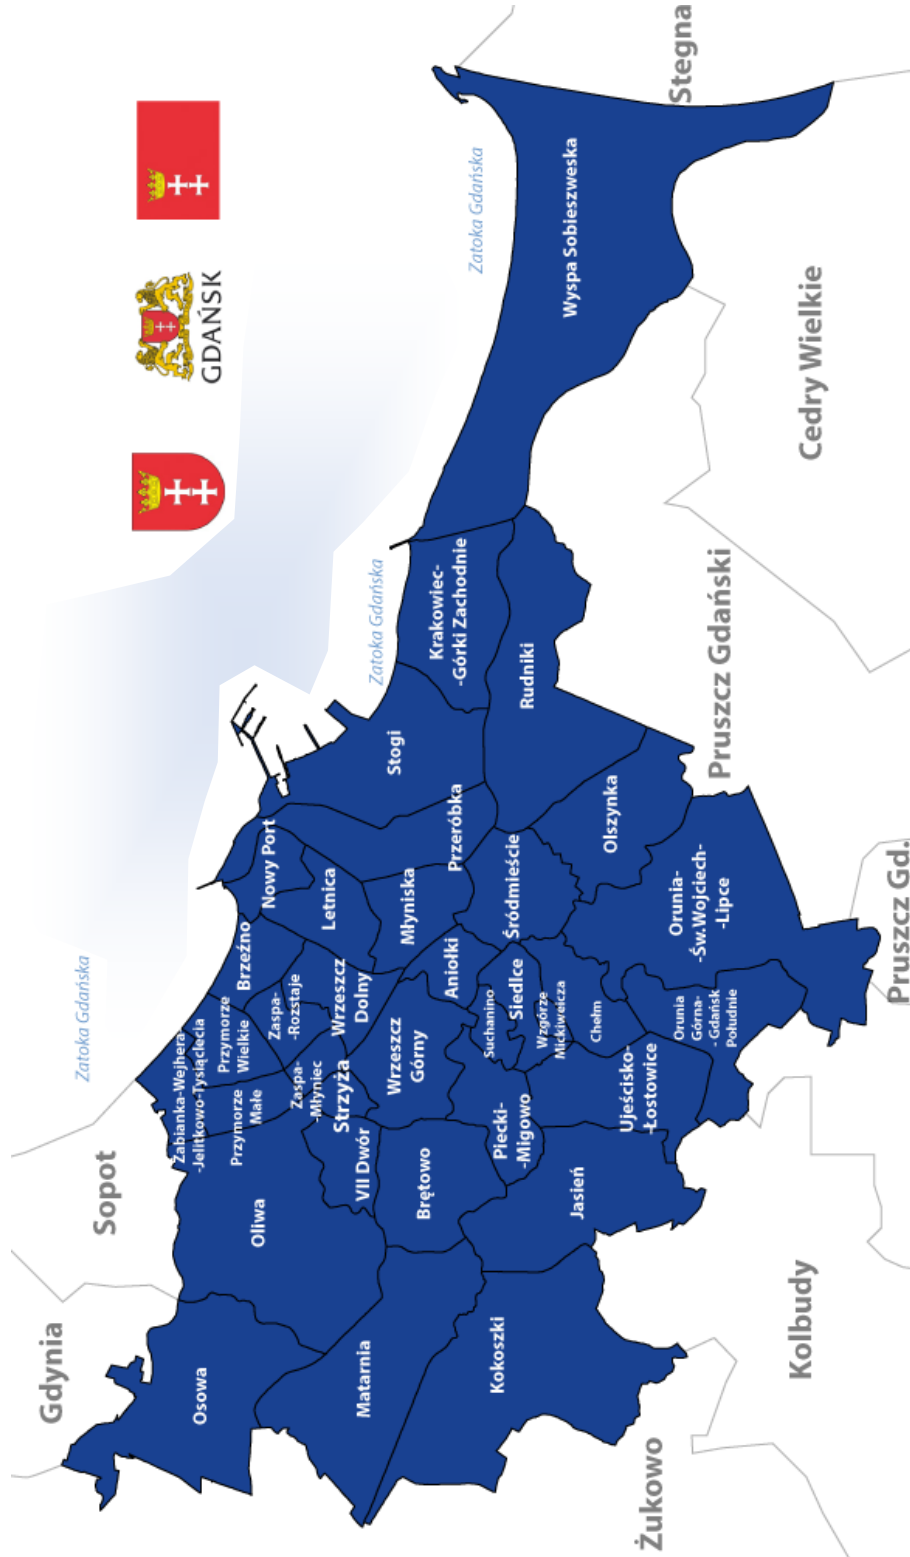 Gdynia
Sopot
Zatoka Gdańska
GDAŃSK
Osowa
Oliwa
Żabianka-Wejhera-
-Jelitkowo-Tysiąclecia
Przymorze
Małe
Przymorze
Wielkie
Brzeźno
Nowy Port
Zaspa-
-Rozstaje
Zaspa-
-Młyniec
Letnica
Wrzeszcz
Dolny
Strzyża
VII Dwór
Matarnia
Zatoka Gdańska
Stogi
Wrzeszcz
Górny
Młyniska
Brętowo
Aniołki
Przeróbka
Krakowiec-
-Górki Zachodnie
Zatoka Gdańska
Kokoszki
Suchanino
Siedlce
Śródmieście
Piecki-
-Migowo
Rudniki
Wzgórze
Mickiweicza
Wyspa Sobieszweska
Jasień
Chełm
Olszynka
Ujeścisko-
-Łostowice
Orunia
Górna-
- Gdańsk
Południe
Orunia-
-Św.Wojciech-
-Lipce
Żukowo
Stegna
Pruszcz Gdański
Kolbudy
Cedry Wielkie
Pruszcz Gd.